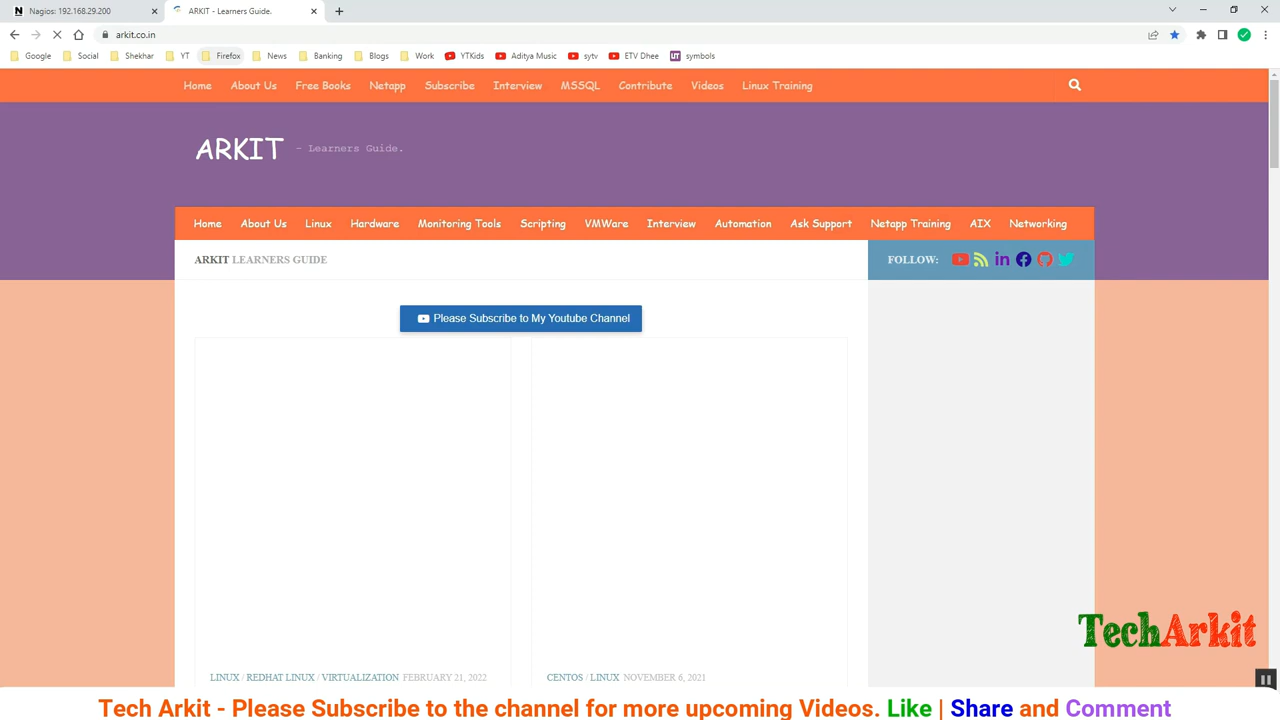 Nagios: 192.168.29.200
ARKIT - Learners Guide.
arkit.co.in
Google Social Shekhar YT Firefox News Banking Blogs Work YTKids Aditya Music sytv ETV Dhee symbols
Home About Us Free Books Netapp Subscribe Interview MSSQL Contribute Videos Linux Training
ARKIT - Learners Guide.
Home About Us Linux Hardware Monitoring Tools Scripting VMWare Interview Automation Ask Support Netapp Training AIX Networking
ARKIT LEARNERS GUIDE
FOLLOW:
Please Subscribe to My Youtube Channel
LINUX / REDHAT LINUX / VIRTUALIZATION FEBRUARY 21, 2022
CENTOS / LINUX NOVEMBER 6, 2021
TechArkit
Tech Arkit - Please Subscribe to the channel for more upcoming Videos. Like | Share and Comment